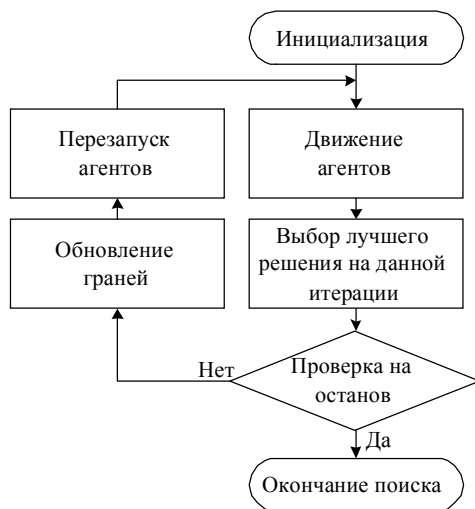 Инициализация
Перезапуск
агентов
Движение
агентов
Обновление
граней
Выбор лучшего
решения на данной
итерации
Нет
Проверка на
останов
Да
Окончание поиска